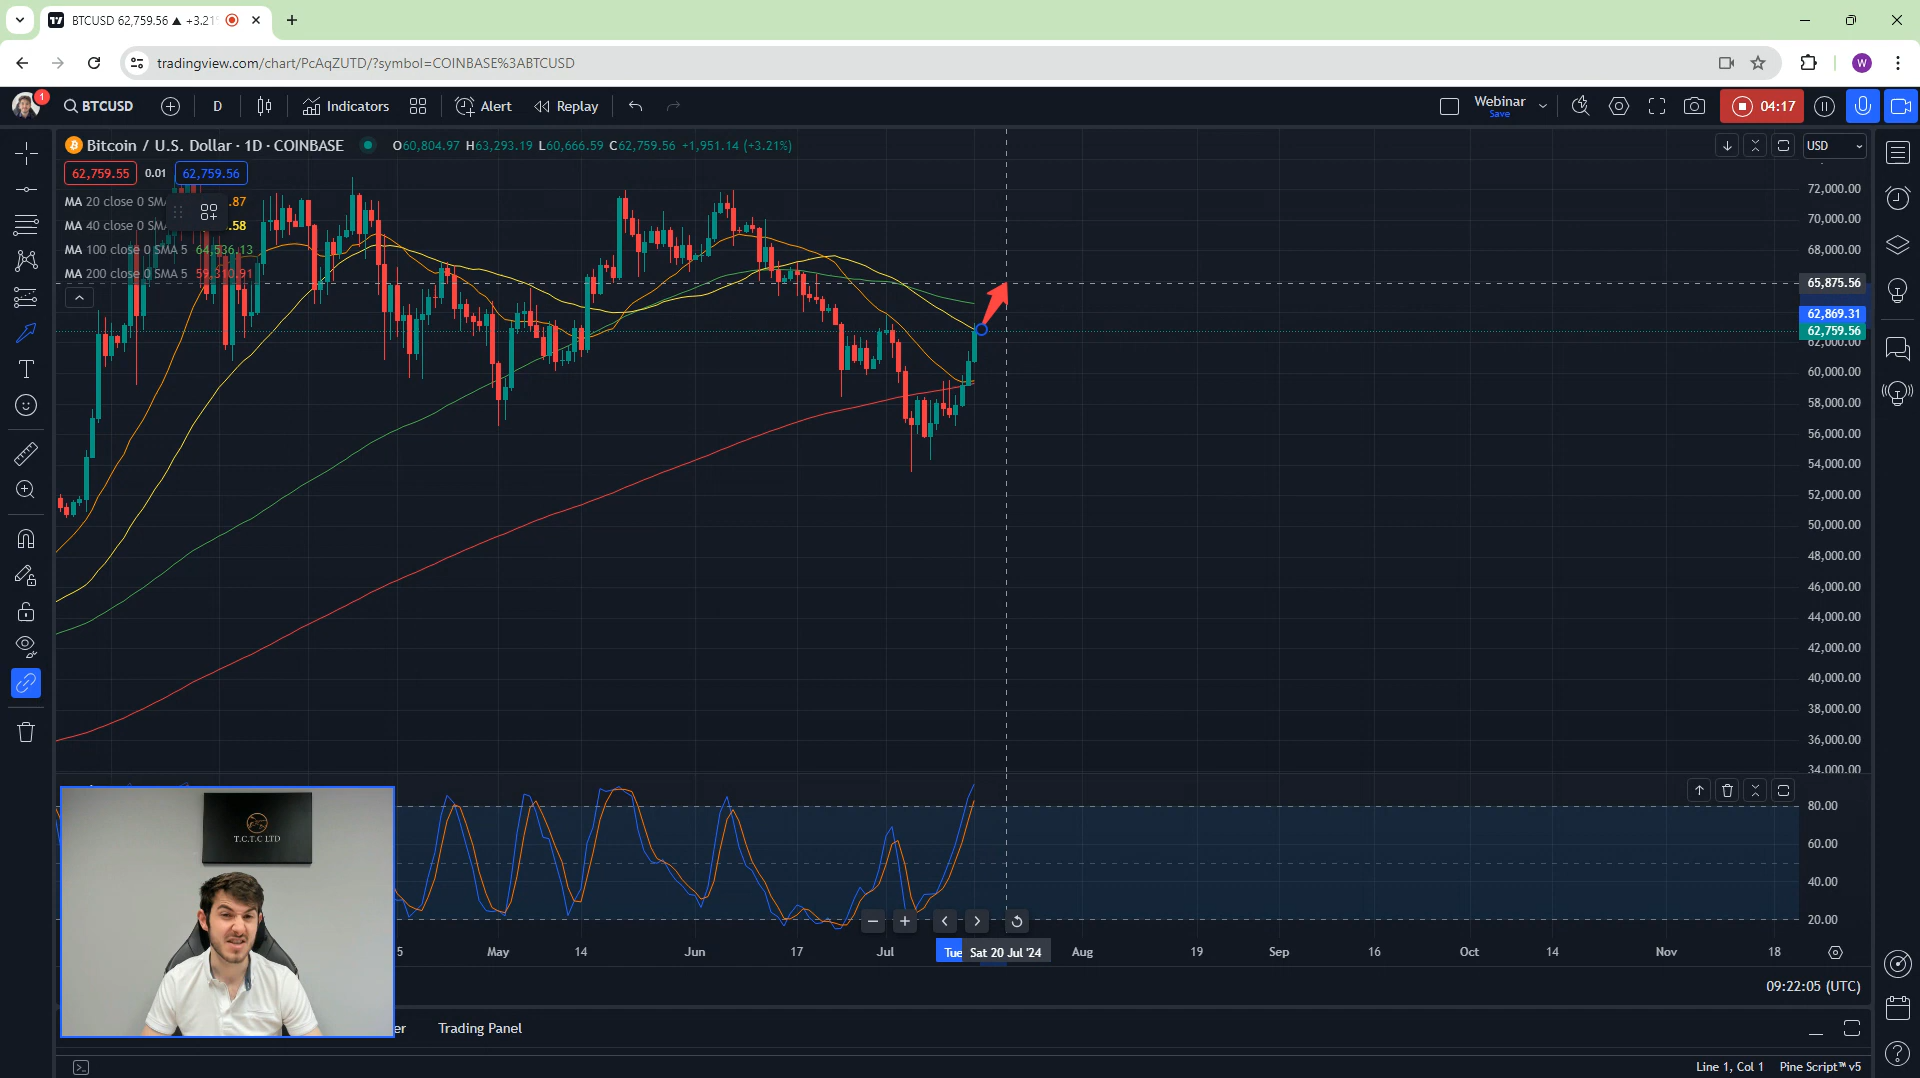 BTCUSD 62,759.56 ▲ +3.21
tradingview.com/chart/PcAqZUTD/?symbol=COINBASE%3ABTCUSD
W
1
BTCUSD
D
Indicators
Alert
Replay
Webinar
Save
04:17
Bitcoin / U.S. Dollar · 1D · COINBASE
O60,804.97 H63,293.19 L60,666.59 C62,759.56 +1,951.14 (+3.21%)
USD
62,759.55 0.01 62,759.56
MA 20 close 0 SMA .87
MA 40 close 0 SMA .58
MA 100 close 0 SMA 5 64,536.13
MA 200 close 0 SMA 5 59,310.91
72,000.00
70,000.00
68,000.00
65,875.56
62,869.31
62,759.56
62,000.00
60,000.00
58,000.00
56,000.00
54,000.00
52,000.00
50,000.00
48,000.00
46,000.00
44,000.00
42,000.00
40,000.00
38,000.00
36,000.00
34,000.00
80.00
60.00
40.00
20.00
T.C.T.C LTD
5 May 14 Jun 17 Jul Tue Sat 20 Jul '24 Aug 19 Sep 16 Oct 14 Nov 18
09:22:05 (UTC)
er Trading Panel
Line 1, Col 1 Pine Script™ v5